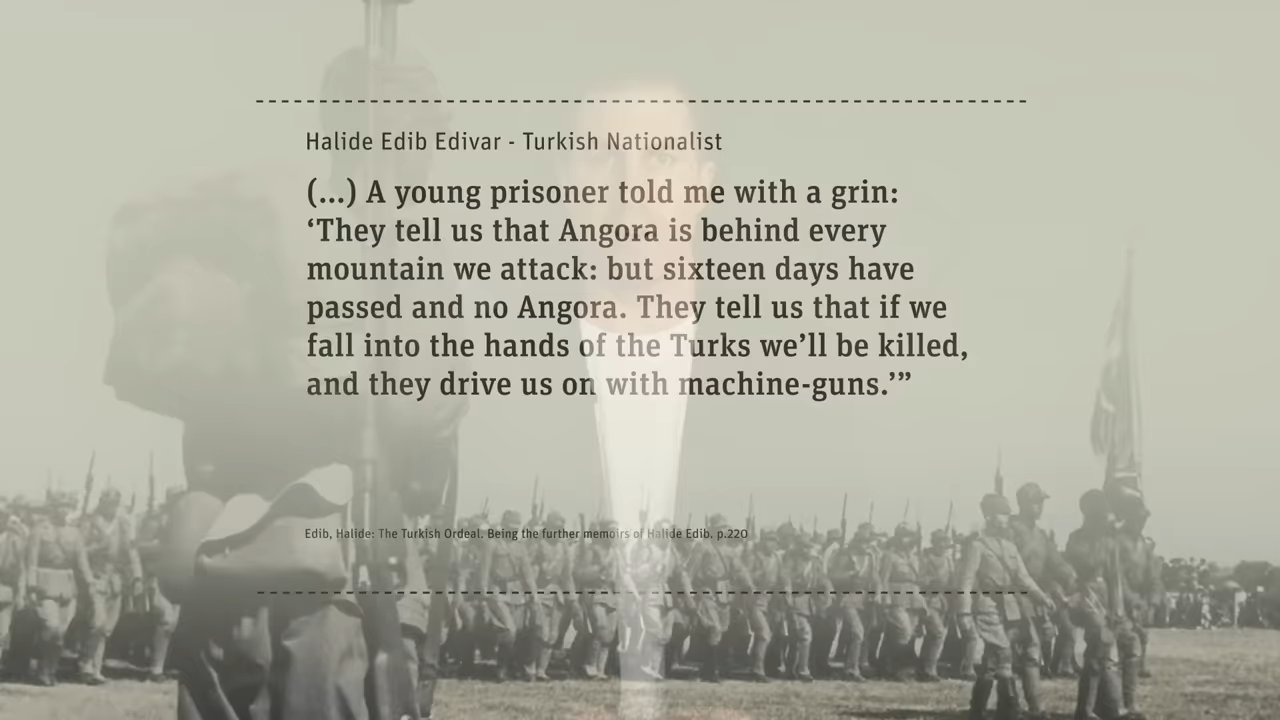 Halide Edib Edivar - Turkish Nationalist
(...) A young prisoner told me with a grin:
‘They tell us that Angora is behind every
mountain we attack: but sixteen days have
passed and no Angora. They tell us that if we
fall into the hands of the Turks we’ll be killed,
and they drive us on with machine-guns.’”
Edib, Halide: The Turkish Ordeal. Being the further memoirs of Halide Edib. p.220